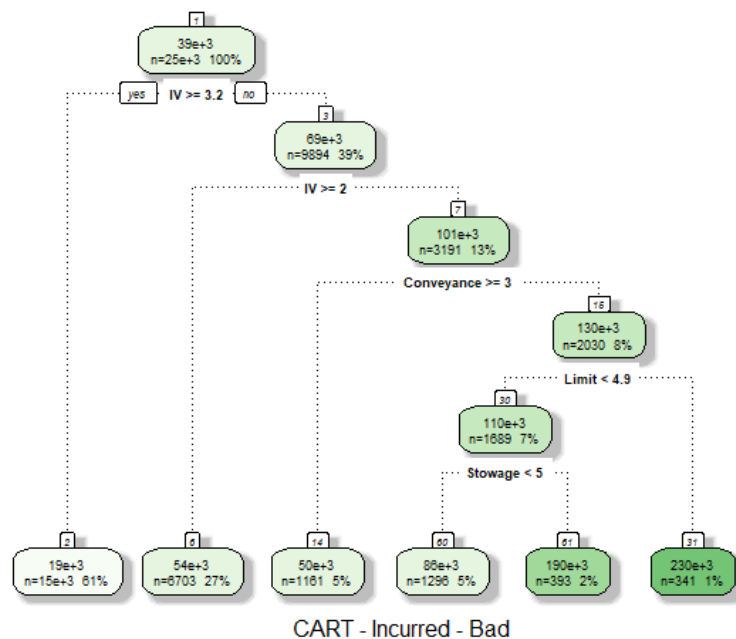 1
39e+3
n=25e+3 100%
yes IV >= 3.2 no
3
69e+3
n=9894 39%
IV >= 2
7
101e+3
n=3191 13%
Conveyance >= 3
15
130e+3
n=2030 8%
Limit < 4.9
30
110e+3
n=1689 7%
Stowage < 5
2
19e+3
n=15e+3 61%
6
54e+3
n=6703 27%
14
50e+3
n=1161 5%
60
86e+3
n=1296 5%
61
190e+3
n=393 2%
31
230e+3
n=341 1%
CART - Incurred - Bad